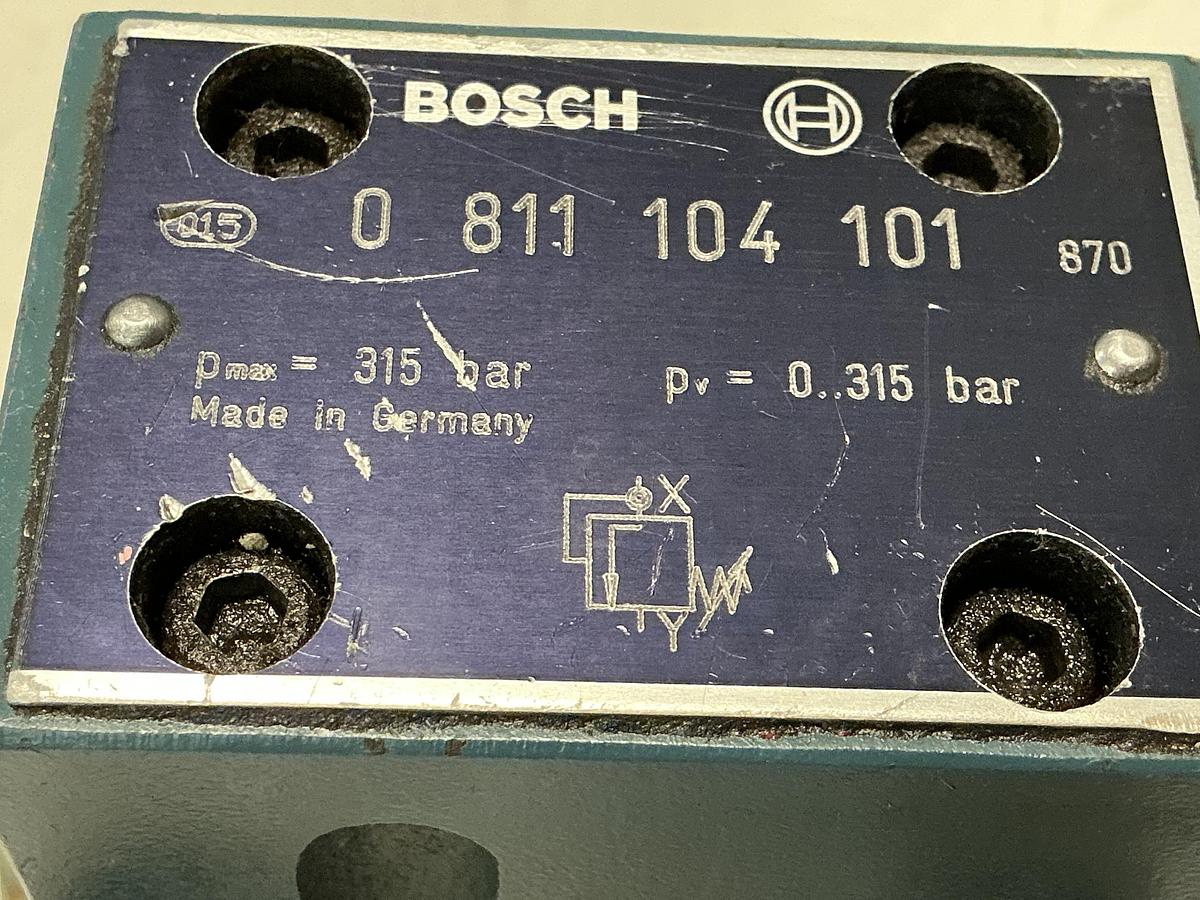 BOSCH
015 0 811 104 101 870
pmax = 315 bar pv = 0..315 bar
Made in Germany
X
Y